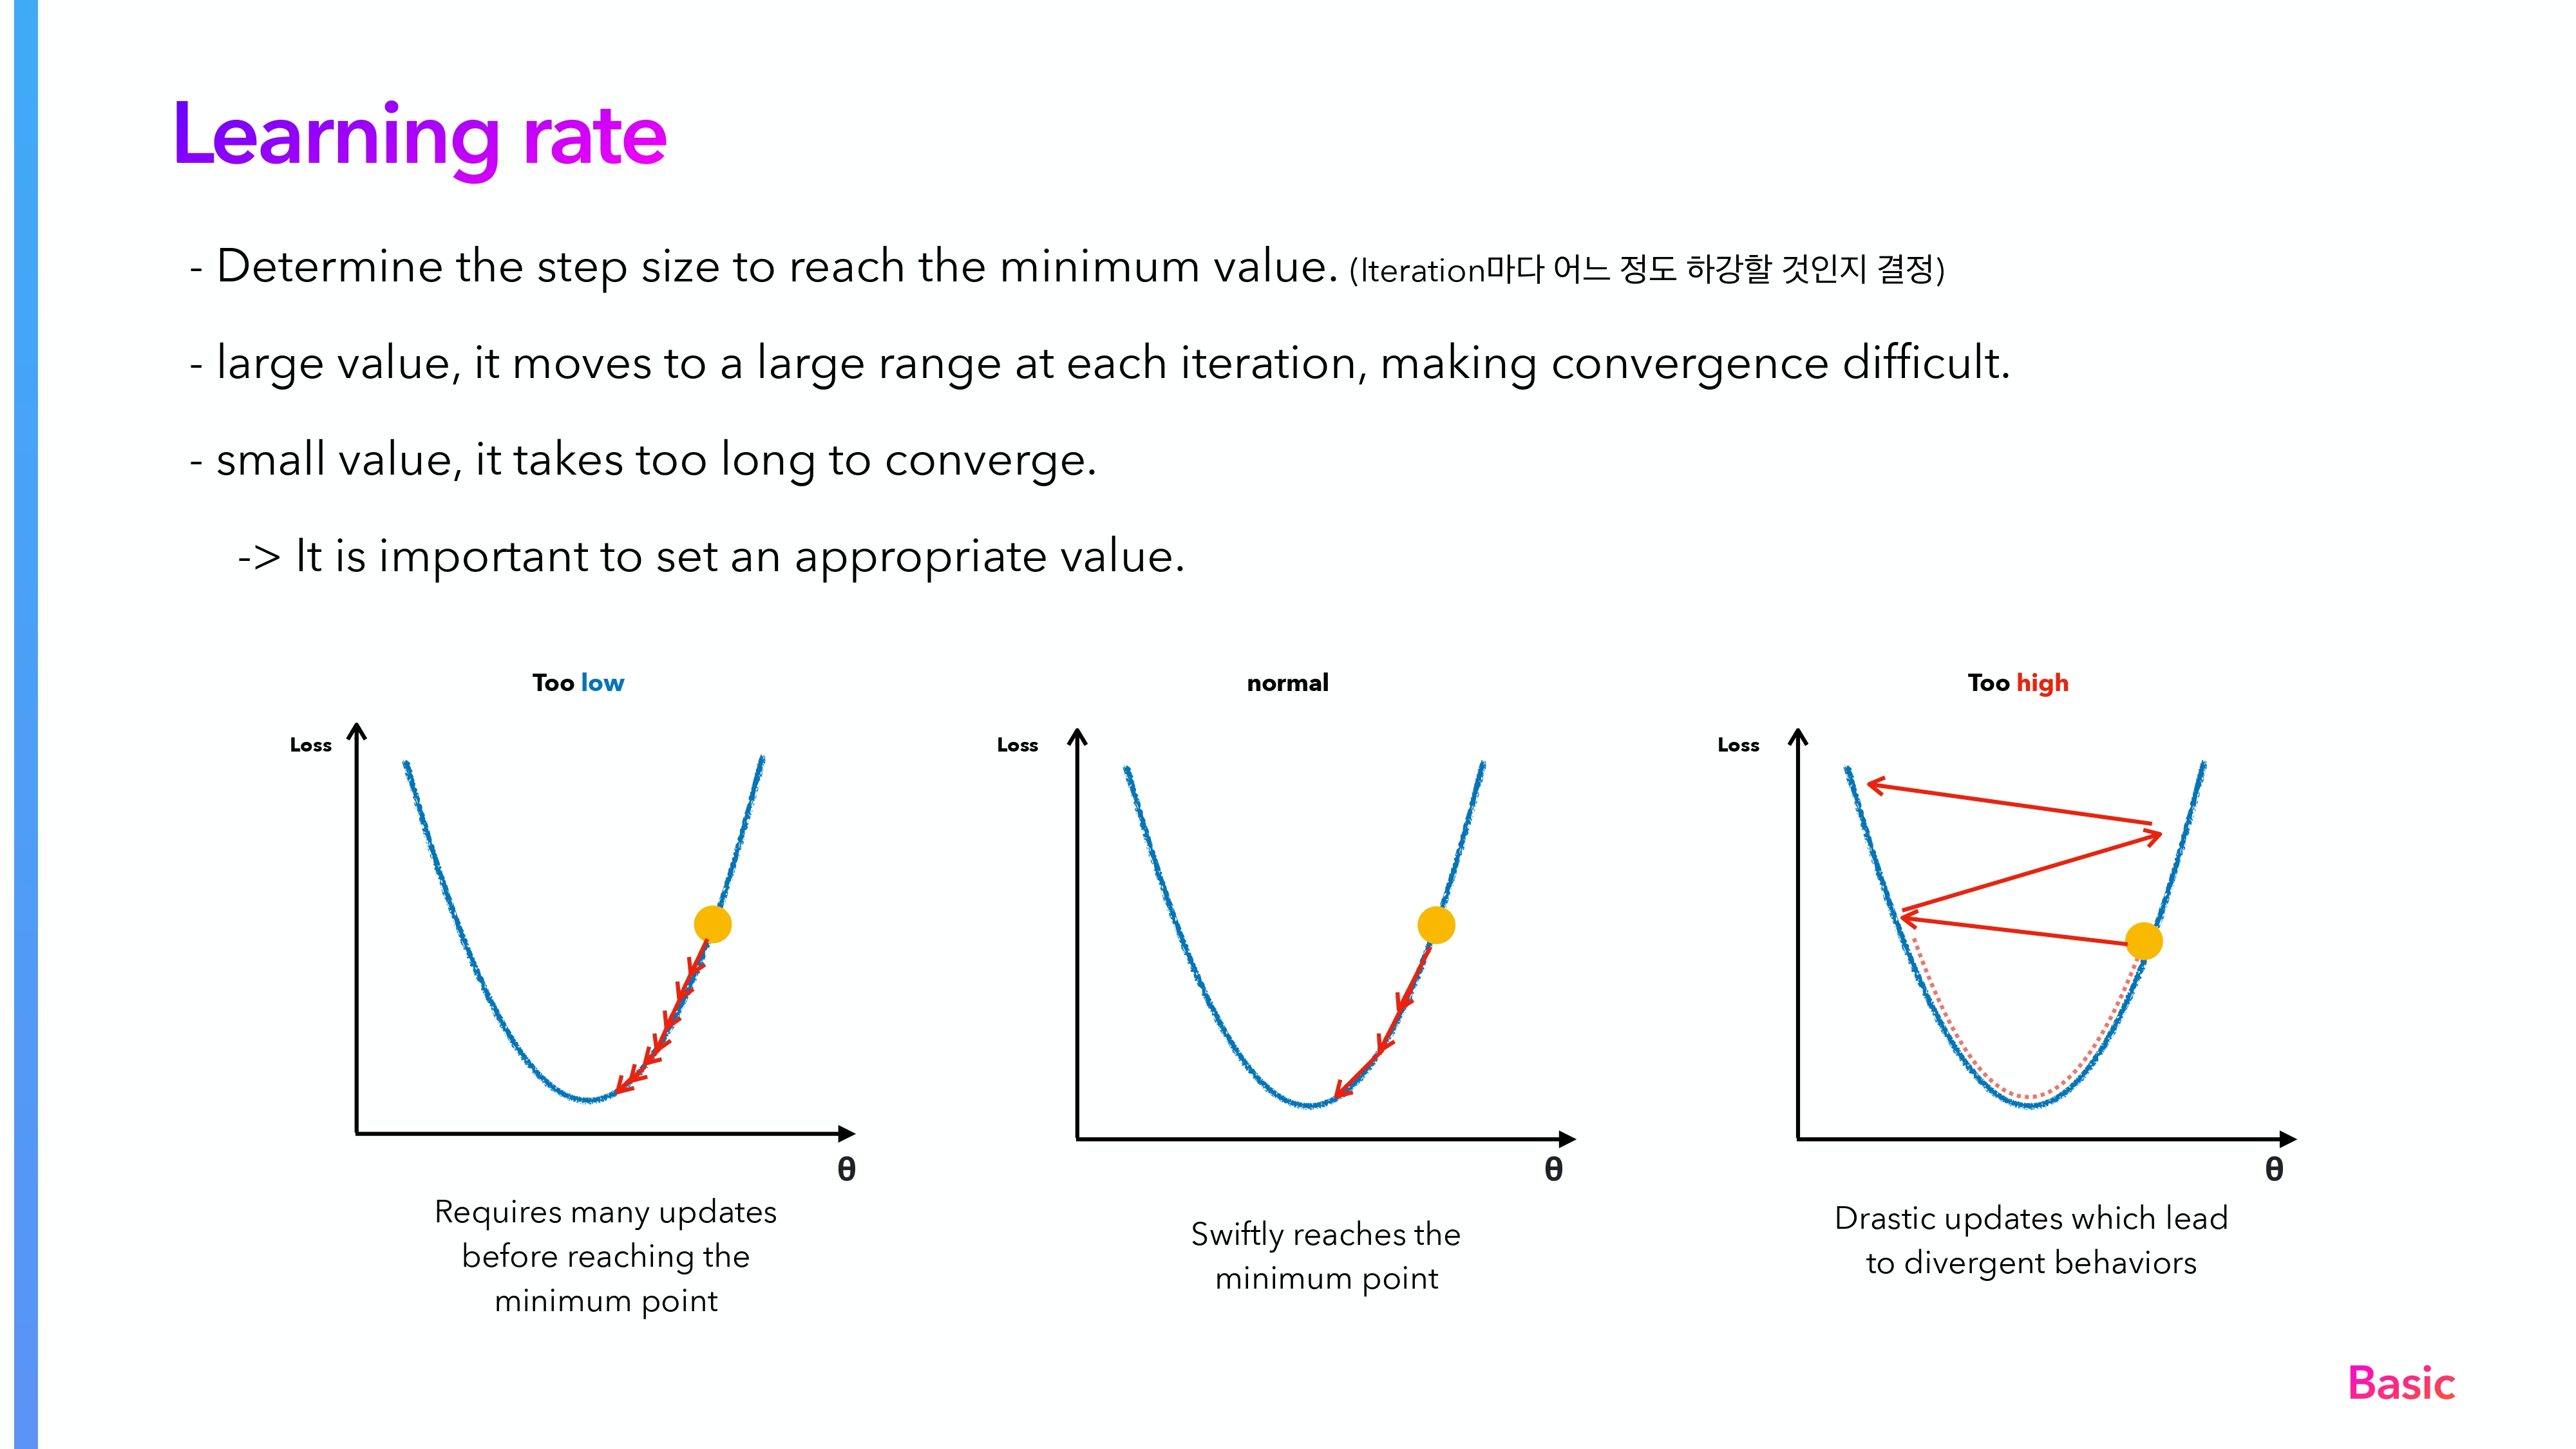 Learning rate
- Determine the step size to reach the minimum value. (Iteration마다 어느 정도 하강할 것인지 결정)
- large value, it moves to a large range at each iteration, making convergence difficult.
- small value, it takes too long to converge.
-> It is important to set an appropriate value.
Too low
Loss
θ
Requires many updates
before reaching the
minimum point
normal
Loss
θ
Swiftly reaches the
minimum point
Too high
Loss
θ
Drastic updates which lead
to divergent behaviors
Basic